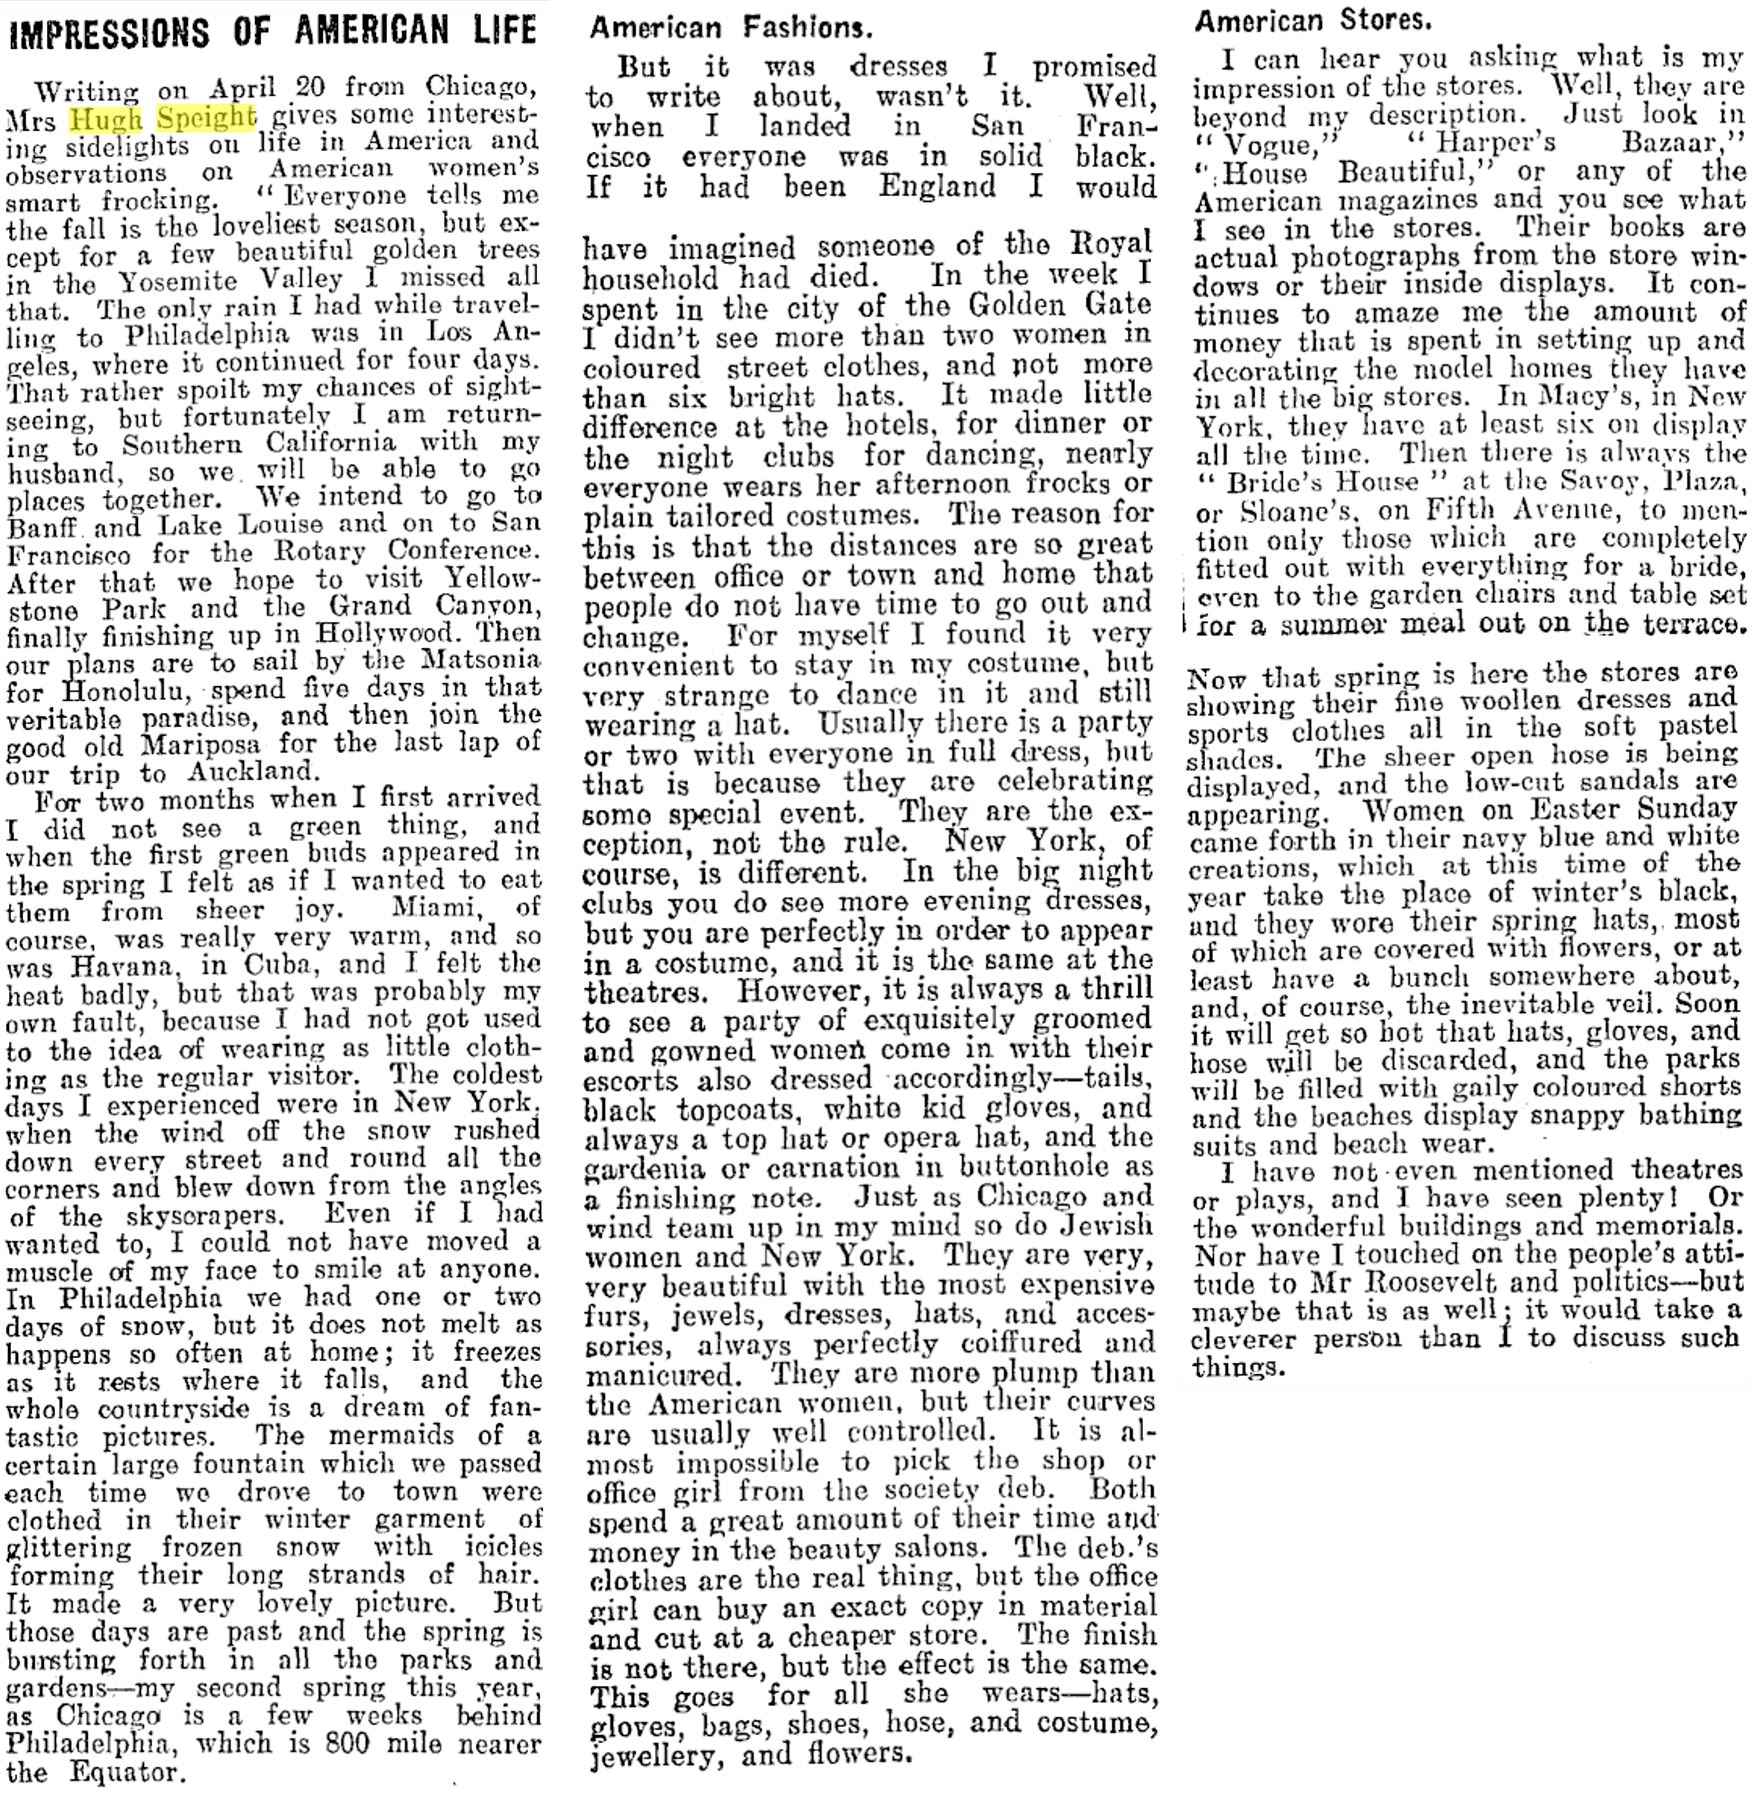 IMPRESSIONS OF AMERICAN LIFE
Writing on April 20 from Chicago,
Mrs Hugh Speight gives some interest-
ing sidelights on life in America and
observations on American women's
smart frocking. "Everyone tells me
the fall is the loveliest season, but ex-
cept for a few beautiful golden trees
in the Yosemite Valley I missed all
that. The only rain I had while travel-
ling to Philadelphia was in Los An-
geles, where it continued for four days.
That rather spoilt my chances of sight-
seeing, but fortunately I am return-
ing to Southern California with my
husband, so we will be able to go
places together. We intend to go to
Banff and Lake Louise and on to San
Francisco for the Rotary Conference.
After that we hope to visit Yellow-
stone Park and the Grand Canyon,
finally finishing up in Hollywood. Then
our plans are to sail by the Matsonia
for Honolulu, spend five days in that
veritable paradise, and then join the
good old Mariposa for the last lap of
our trip to Auckland.
For two months when I first arrived
I did not see a green thing, and
when the first green buds appeared in
the spring I felt as if I wanted to eat
them from sheer joy. Miami, of
course, was really very warm, and so
was Havana, in Cuba, and I felt the
heat badly, but that was probably my
own fault, because I had not got used
to the idea of wearing as little cloth-
ing as the regular visitor. The coldest
days I experienced were in New York,
when the wind off the snow rushed
down every street and round all the
corners and blew down from the angles
of the skyscrapers. Even if I had
wanted to, I could not have moved a
muscle of my face to smile at anyone.
In Philadelphia we had one or two
days of snow, but it does not melt as
happens so often at home; it freezes
as it rests where it falls, and the
whole countryside is a dream of fan-
tastic pictures. The mermaids of a
certain large fountain which we passed
each time we drove to town were
clothed in their winter garment of
glittering frozen snow with icicles
forming their long strands of hair.
It made a very lovely picture. But
those days are past and the spring is
bursting forth in all the parks and
gardens—my second spring this year,
as Chicago is a few weeks behind
Philadelphia, which is 800 mile nearer
the Equator.
American Fashions.
But it was dresses I promised
to write about, wasn't it. Well,
when I landed in San Fran-
cisco everyone was in solid black.
If it had been England I would
have imagined someone of the Royal
household had died. In the week I
spent in the city of the Golden Gate
I didn't see more than two women in
coloured street clothes, and not more
than six bright hats. It made little
difference at the hotels, for dinner or
the night clubs for dancing, nearly
everyone wears her afternoon frocks or
plain tailored costumes. The reason for
this is that the distances are so great
between office or town and home that
people do not have time to go out and
change. For myself I found it very
convenient to stay in my costume, but
very strange to dance in it and still
wearing a hat. Usually there is a party
or two with everyone in full dress, but
that is because they are celebrating
some special event. They are the ex-
ception, not the rule. New York, of
course, is different. In the big night
clubs you do see more evening dresses,
but you are perfectly in order to appear
in a costume, and it is the same at the
theatres. However, it is always a thrill
to see a party of exquisitely groomed
and gowned women come in with their
escorts also dressed accordingly—tails,
black topcoats, white kid gloves, and
always a top hat or opera hat, and the
gardenia or carnation in buttonhole as
a finishing note. Just as Chicago and
wind team up in my mind so do Jewish
women and New York. They are very,
very beautiful with the most expensive
furs, jewels, dresses, hats, and acces-
sories, always perfectly coiffured and
manicured. They are more plump than
the American women, but their curves
are usually well controlled. It is al-
most impossible to pick the shop or
office girl from the society deb. Both
spend a great amount of their time and
money in the beauty salons. The deb.'s
clothes are the real thing, but the office
girl can buy an exact copy in material
and cut at a cheaper store. The finish
is not there, but the effect is the same.
This goes for all she wears—hats,
gloves, bags, shoes, hose, and costume,
jewellery, and flowers.
American Stores.
I can hear you asking what is my
impression of the stores. Well, they are
beyond my description. Just look in
"Vogue," "Harper's Bazaar,"
"House Beautiful," or any of the
American magazines and you see what
I see in the stores. Their books are
actual photographs from the store win-
dows or their inside displays. It con-
tinues to amaze me the amount of
money that is spent in setting up and
decorating the model homes they have
in all the big stores. In Macy's, in New
York, they have at least six on display
all the time. Then there is always the
"Bride's House" at the Savoy, Plaza,
or Sloane's, on Fifth Avenue, to men-
tion only those which are completely
fitted out with everything for a bride,
even to the garden chairs and table set
for a summer meal out on the terrace.
Now that spring is here the stores are
showing their fine woollen dresses and
sports clothes all in the soft pastel
shades. The sheer open hose is being
displayed, and the low-cut sandals are
appearing. Women on Easter Sunday
came forth in their navy blue and white
creations, which at this time of the
year take the place of winter's black,
and they wore their spring hats, most
of which are covered with flowers, or at
least have a bunch somewhere about,
and, of course, the inevitable veil. Soon
it will get so hot that hats, gloves, and
hose will be discarded, and the parks
will be filled with gaily coloured shorts
and the beaches display snappy bathing
suits and beach wear.
I have not even mentioned theatres
or plays, and I have seen plenty! Or
the wonderful buildings and memorials.
Nor have I touched on the people's atti-
tude to Mr Roosevelt and politics—but
maybe that is as well; it would take a
cleverer person than I to discuss such
things.